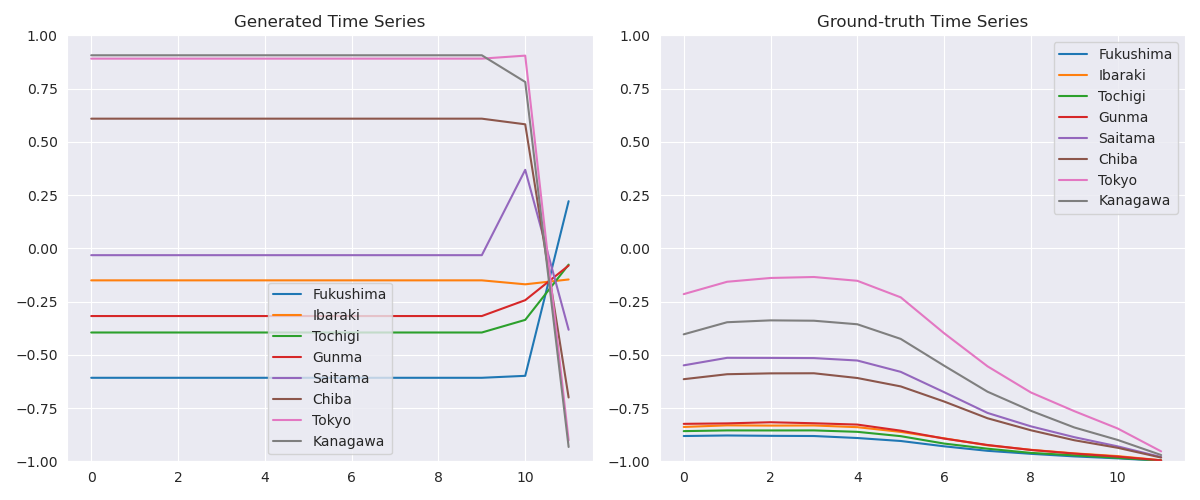 Generated Time Series
1.00
0.75
0.50
0.25
0.00
−0.25
−0.50
−0.75
−1.00
0 2 4 6 8 10
Fukushima
Ibaraki
Tochigi
Gunma
Saitama
Chiba
Tokyo
Kanagawa
Ground-truth Time Series
1.00
0.75
0.50
0.25
0.00
−0.25
−0.50
−0.75
−1.00
0 2 4 6 8 10
Fukushima
Ibaraki
Tochigi
Gunma
Saitama
Chiba
Tokyo
Kanagawa